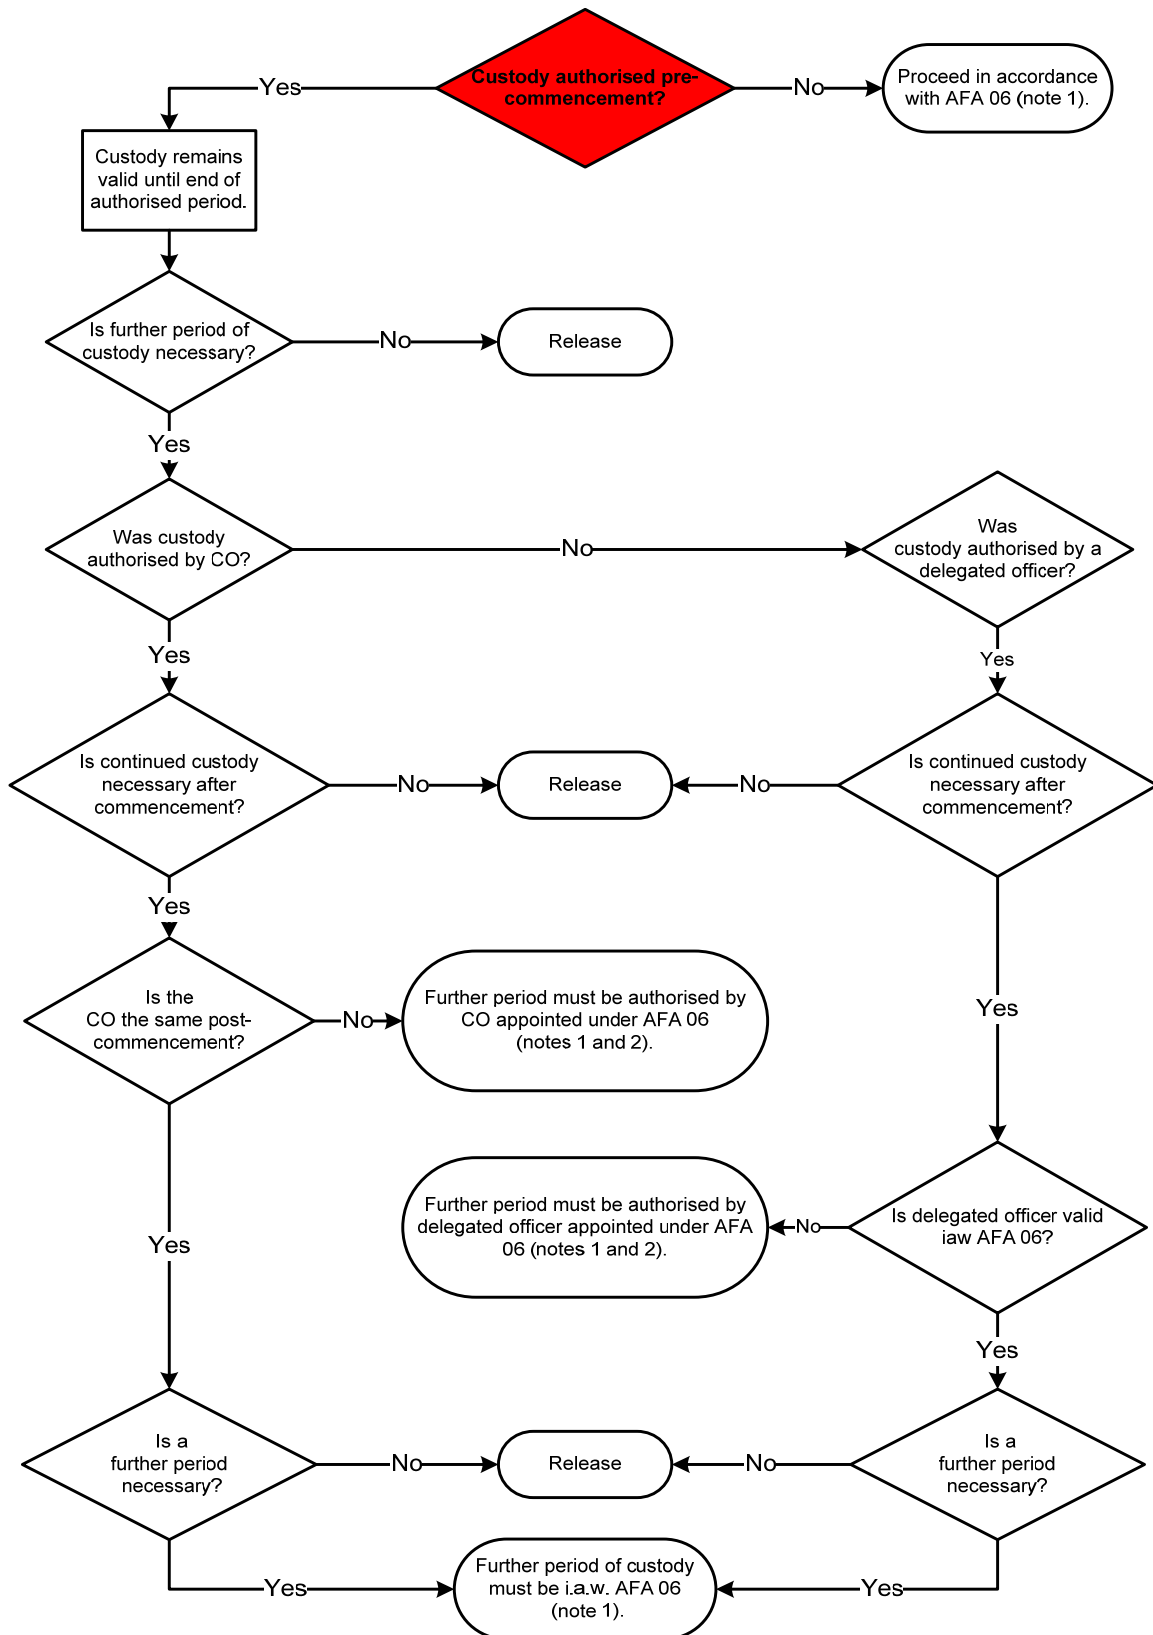 Custody authorised pre-
commencement?
Yes
No
Proceed in accordance
with AFA 06 (note 1).
Custody remains
valid until end of
authorised period.
Is further period of
custody necessary?
No
Release
Yes
Was custody
authorised by CO?
No
Was
custody authorised by a
delegated officer?
Yes
Yes
Is continued custody
necessary after
commencement?
No
Release
No
Is continued custody
necessary after
commencement?
Yes
Is the
CO the same post-
commencement?
No
Further period must be authorised by
CO appointed under AFA 06
(notes 1 and 2).
Yes
Further period must be authorised by
delegated officer appointed under AFA
06 (notes 1 and 2).
No
Is delegated officer valid
iaw AFA 06?
Yes
Yes
Is a
further period
necessary?
No
Release
No
Is a
further period
necessary?
Yes
Further period of custody
must be i.a.w. AFA 06
(note 1).
Yes